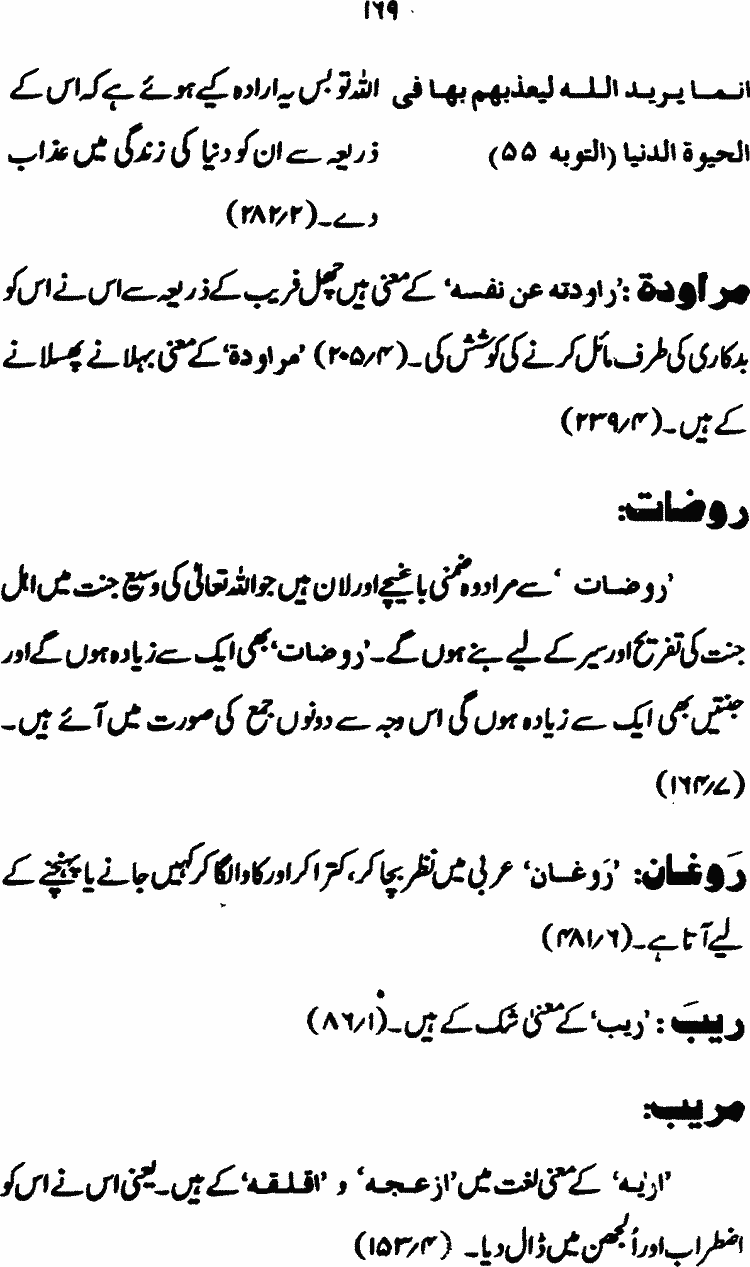 ۱۶۹
انما یرید اللہ لیعذبھم بھا فی اللہ تو بس یہ ارادہ کیے ہوئے ہے کہ اس کے
الحیوۃ الدنیا (التوبہ ۵۵) ذریعہ سے ان کو دنیا کی زندگی میں عذاب
دے۔(۲؍۲۸۲)
مراودۃ :’راودتہ عن نفسہ‘ کے معنی ہیں چھل فریب کے ذریعہ سے اس نے اس کو
بدکاری کی طرف مائل کرنے کی کوشش کی۔(۴؍۲۰۵) ’مراودۃ‘ کے معنی بہلانے پھسلانے
کے ہیں۔(۴؍۲۳۹)
روضات:
’روضات ‘سے مراد وہ ضمنی باغیچے اور لان ہیں جو اللہ تعالیٰ کی وسیع جنت میں اہل
جنت کی تفریح اور سیر کے لیے بنے ہوں گے۔’روضات‘ بھی ایک سے زیادہ ہوں گے اور
جنتیں بھی ایک سے زیادہ ہوں گی اس وجہ سے دونوں جمع کی صورت میں آئے ہیں۔
(۷؍۱۶۴)
رَوغان: ’رَوغان‘ عربی میں نظر بچا کر، کترا کر اور کاوا لگا کر کہیں جانے یا پہنچنے کے
لیے آتا ہے۔(۶؍۴۸۱)
ریبَ : ’ریب‘ کے معنیٰ شک کے ہیں۔(۱؍۸۶)
مریب:
’ارابہ‘ کے معنی لغت میں ’ازعجہ‘ و ’اقلقہ‘ کے ہیں۔یعنی اس نے اس کو
اضطراب اور اُلجھن میں ڈال دیا۔ (۴؍۱۵۳)